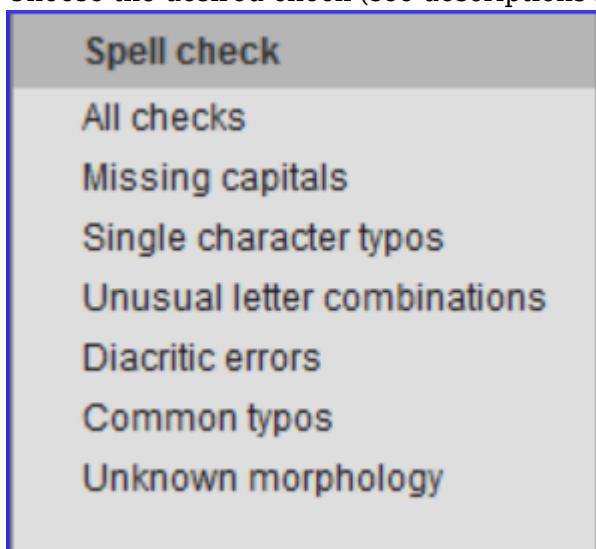 Choose the desired check (see descriptions
Spell check
All checks
Missing capitals
Single character typos
Unusual letter combinations
Diacritic errors
Common typos
Unknown morphology